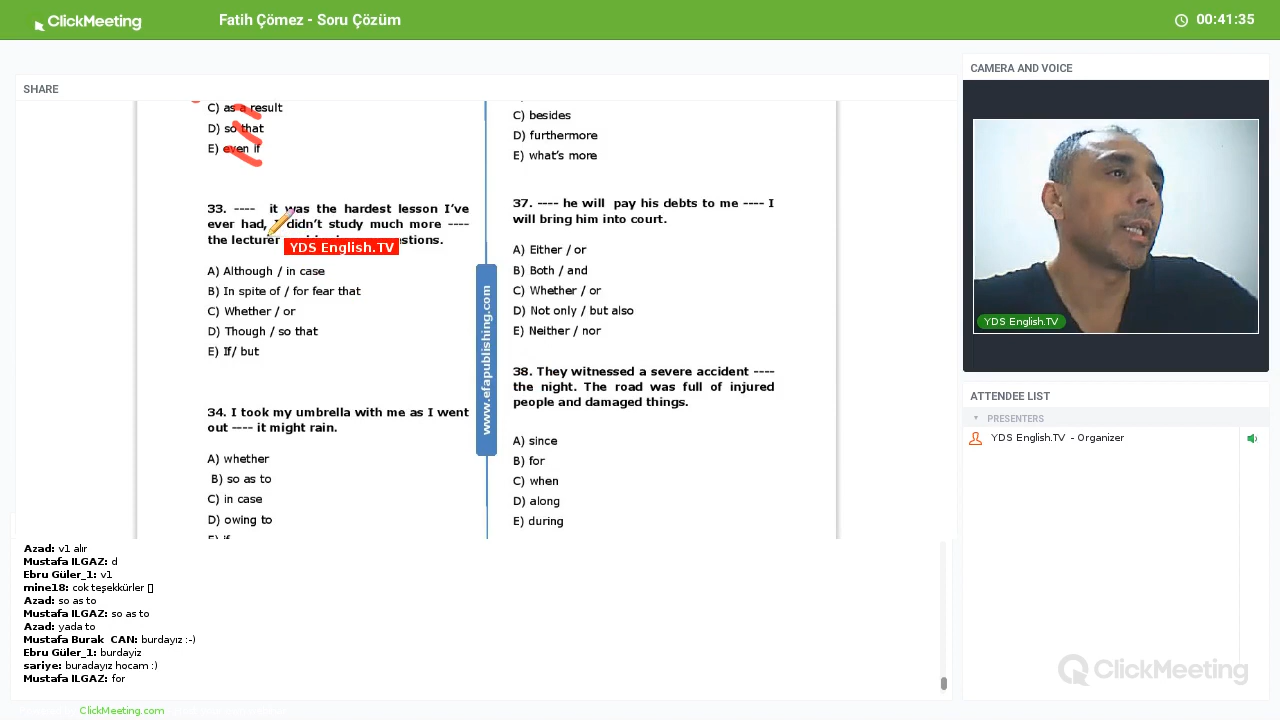 ClickMeeting
Fatih Çömez - Soru Çözüm
00:41:35
SHARE
C) as a result
D) so that
E) even if
33. ---- it was the hardest lesson I've
ever had, I didn't study much more ----
the lecturer estions.
YDS English.TV
A) Although / in case
B) In spite of / for fear that
C) Whether / or
D) Though / so that
E) If/ but
34. I took my umbrella with me as I went
out ---- it might rain.
A) whether
B) so as to
C) in case
D) owing to
E) if
www.efapublishing.com
C) besides
D) furthermore
E) what's more
37. ---- he will pay his debts to me ---- I
will bring him into court.
A) Either / or
B) Both / and
C) Whether / or
D) Not only / but also
E) Neither / nor
38. They witnessed a severe accident ----
the night. The road was full of injured
people and damaged things.
A) since
B) for
C) when
D) along
E) during
CAMERA AND VOICE
YDS English.TV
ATTENDEE LIST
PRESENTERS
YDS English.TV - Organizer
Azad: v1 alır
Mustafa ILGAZ: d
Ebru Güler_1: v1
mine18: cok teşekkürler []
Azad: so as to
Mustafa ILGAZ: so as to
Azad: yada to
Mustafa Burak CAN: burdayız :-)
Ebru Güler_1: burdayiz
sariye: buradayız hocam :)
Mustafa ILGAZ: for
ClickMeeting
ClickMeeting.com